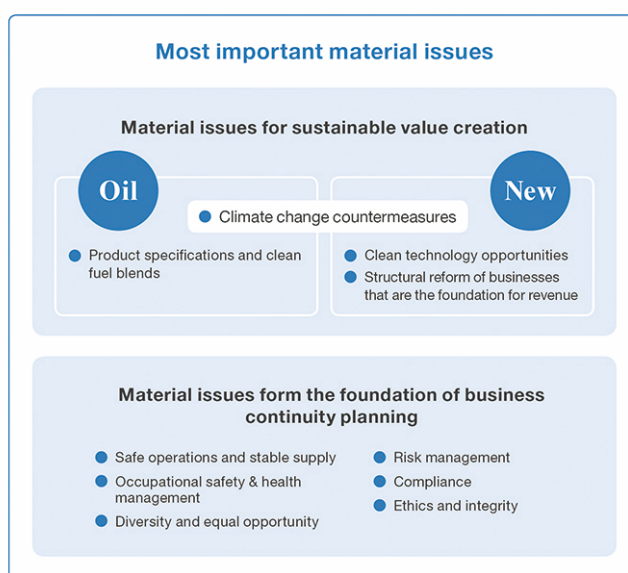 Most important material issues
Material issues for sustainable value creation
Oil
New
Climate change countermeasures
Product specifications and clean
fuel blends
Clean technology opportunities
Structural reform of businesses
that are the foundation for revenue
Material issues form the foundation of business
continuity planning
Safe operations and stable supply
Occupational safety & health
management
Diversity and equal opportunity
Risk management
Compliance
Ethics and integrity